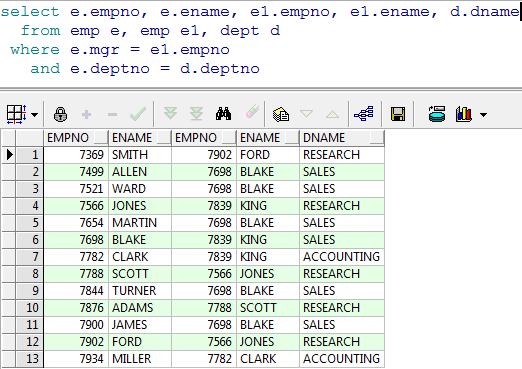 select e.empno, e.ename, e1.empno, e1.ename, d.dname
from emp e, emp e1, dept d
where e.mgr = e1.empno
and e.deptno = d.deptno
EMPNO ENAME EMPNO ENAME DNAME
1 7369 SMITH 7902 FORD RESEARCH
2 7499 ALLEN 7698 BLAKE SALES
3 7521 WARD 7698 BLAKE SALES
4 7566 JONES 7839 KING RESEARCH
5 7654 MARTIN 7698 BLAKE SALES
6 7698 BLAKE 7839 KING SALES
7 7782 CLARK 7839 KING ACCOUNTING
8 7788 SCOTT 7566 JONES RESEARCH
9 7844 TURNER 7698 BLAKE SALES
10 7876 ADAMS 7788 SCOTT RESEARCH
11 7900 JAMES 7698 BLAKE SALES
12 7902 FORD 7566 JONES RESEARCH
13 7934 MILLER 7782 CLARK ACCOUNTING